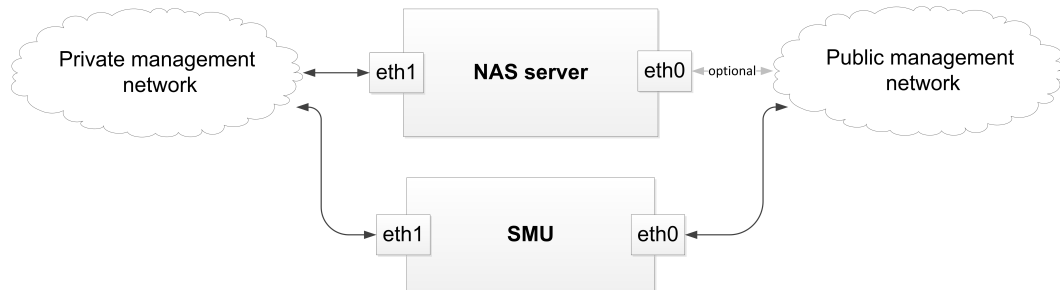 Private management
network
eth1
NAS server
eth0
optional
Public management
network
eth1
SMU
eth0